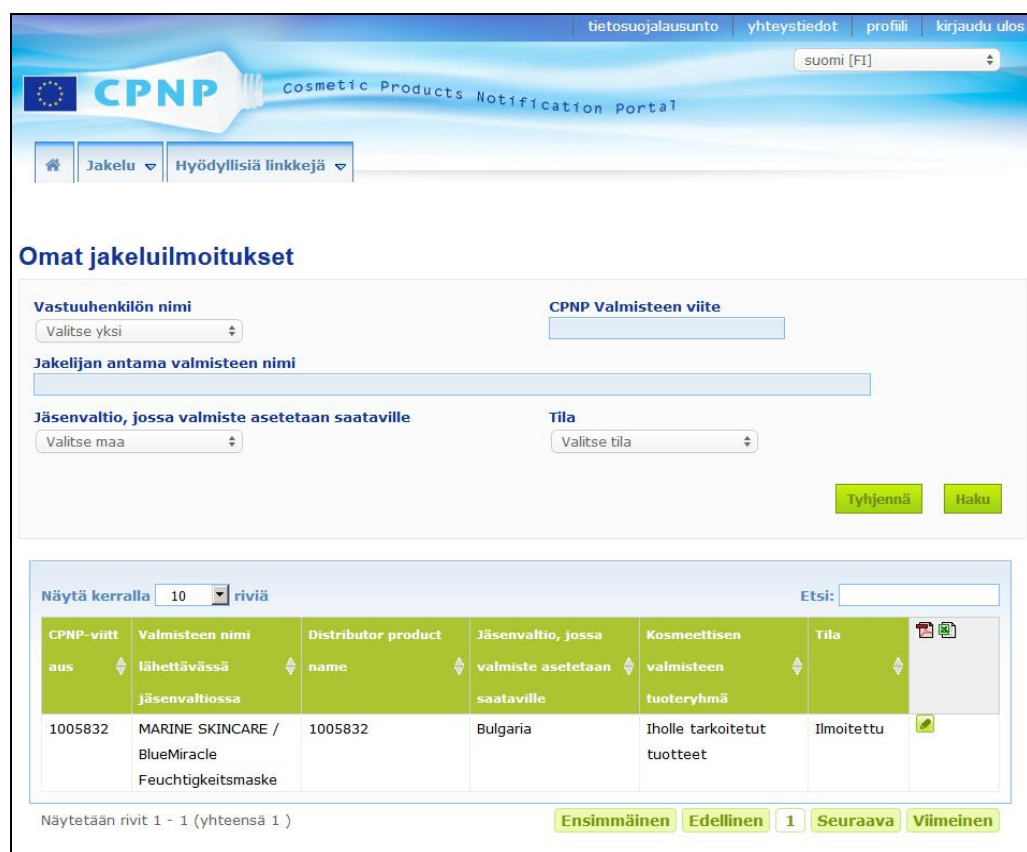 tietosuojalausunto yhteystiedot profiili kirjaudu ulos
suomi [FI]
CPNP Cosmetic Products Notification Portal
Jakelu Hyödyllisiä linkkejä
Omat jakeluilmoitukset
Vastuuhenkilön nimi CPNP Valmisteen viite
Valitse yksi
Jakelijan antama valmisteen nimi
Jäsenvaltio, jossa valmiste asetetaan saataville Tila
Valitse maa Valitse tila
Tyhjennä Haku
Näytä kerralla 10 riviä Etsi:
CPNP-viitt Valmisteen nimi Distributor product Jäsenvaltio, jossa Kosmeettisen Tila
aus lähettävässä name valmiste asetetaan valmisteen
jäsenvaltiossa saataville tuoteryhmä
1005832 MARINE SKINCARE / 1005832 Bulgaria Iholle tarkoitetut Ilmoitettu
BlueMiracle tuotteet
Feuchtigkeitsmaske
Näytetään rivit 1 - 1 (yhteensä 1 ) Ensimmäinen Edellinen 1 Seuraava Viimeinen